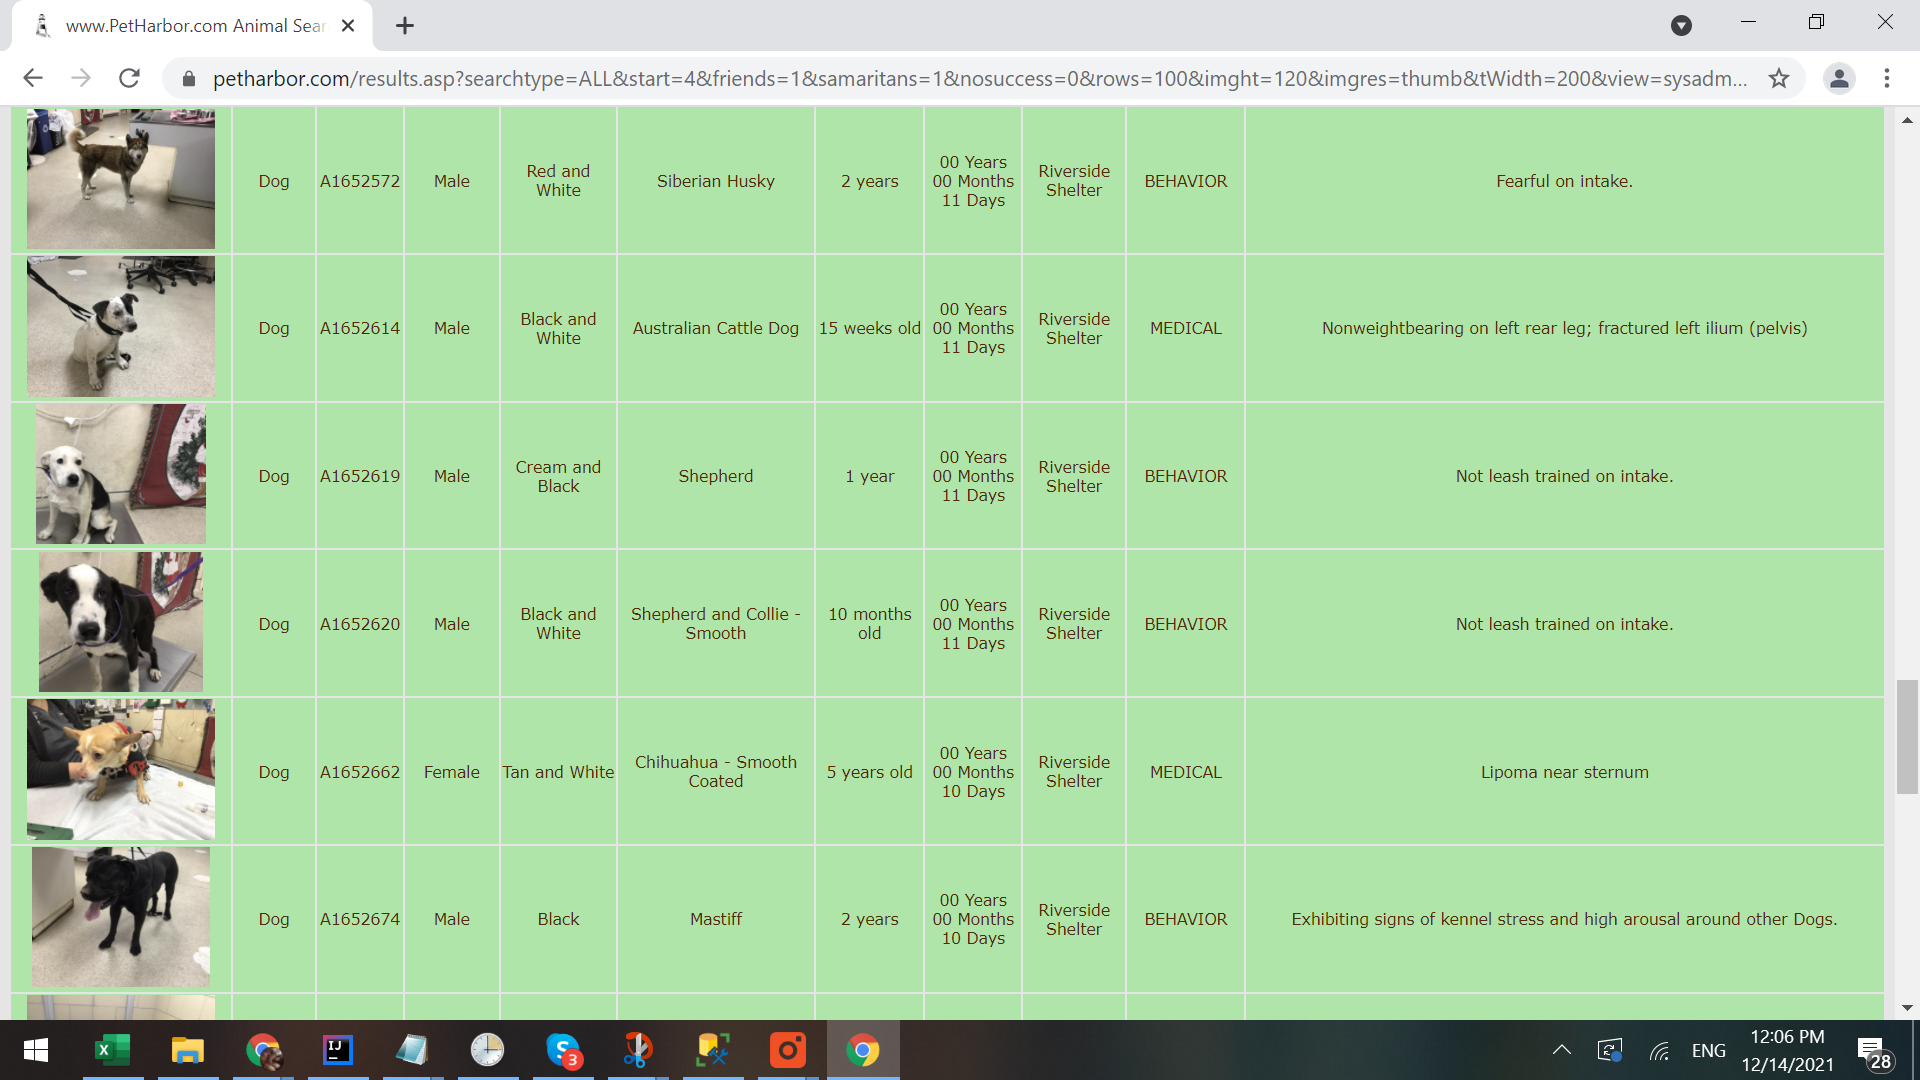 www.PetHarbor.com Animal Sear
petharbor.com/results.asp?searchtype=ALL&start=4&friends=1&samaritans=1&nosuccess=0&rows=100&imght=120&imgres=thumb&tWidth=200&view=sysadm...
Dog
A1652572
Male
Red and
White
Siberian Husky
2 years
00 Years
00 Months
11 Days
Riverside
Shelter
BEHAVIOR
Fearful on intake.
Dog
A1652614
Male
Black and
White
Australian Cattle Dog
15 weeks old
00 Years
00 Months
11 Days
Riverside
Shelter
MEDICAL
Nonweightbearing on left rear leg; fractured left ilium (pelvis)
Dog
A1652619
Male
Cream and
Black
Shepherd
1 year
00 Years
00 Months
11 Days
Riverside
Shelter
BEHAVIOR
Not leash trained on intake.
Dog
A1652620
Male
Black and
White
Shepherd and Collie -
Smooth
10 months
old
00 Years
00 Months
11 Days
Riverside
Shelter
BEHAVIOR
Not leash trained on intake.
Dog
A1652662
Female
Tan and White
Chihuahua - Smooth
Coated
5 years old
00 Years
00 Months
10 Days
Riverside
Shelter
MEDICAL
Lipoma near sternum
Dog
A1652674
Male
Black
Mastiff
2 years
00 Years
00 Months
10 Days
Riverside
Shelter
BEHAVIOR
Exhibiting signs of kennel stress and high arousal around other Dogs.
X
IJ
S
3
ENG
12:06 PM
12/14/2021
28